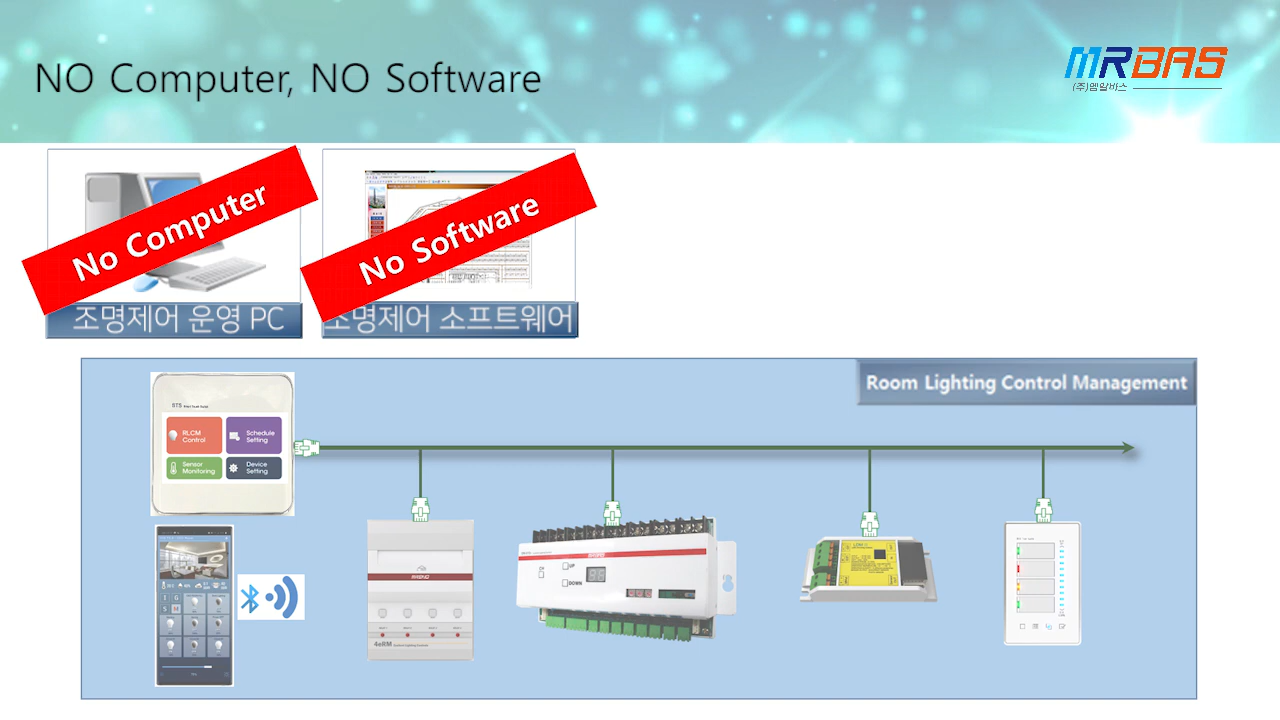 NO Computer, NO Software
MRBAS
(주)엠알바스
No Computer
No Software
조명제어 운영 PC
조명제어 소프트웨어
Room Lighting Control Management
RLCM Control
Schedule Setting
Sensor Monitoring
Device Setting
UP
DOWN
4eRM